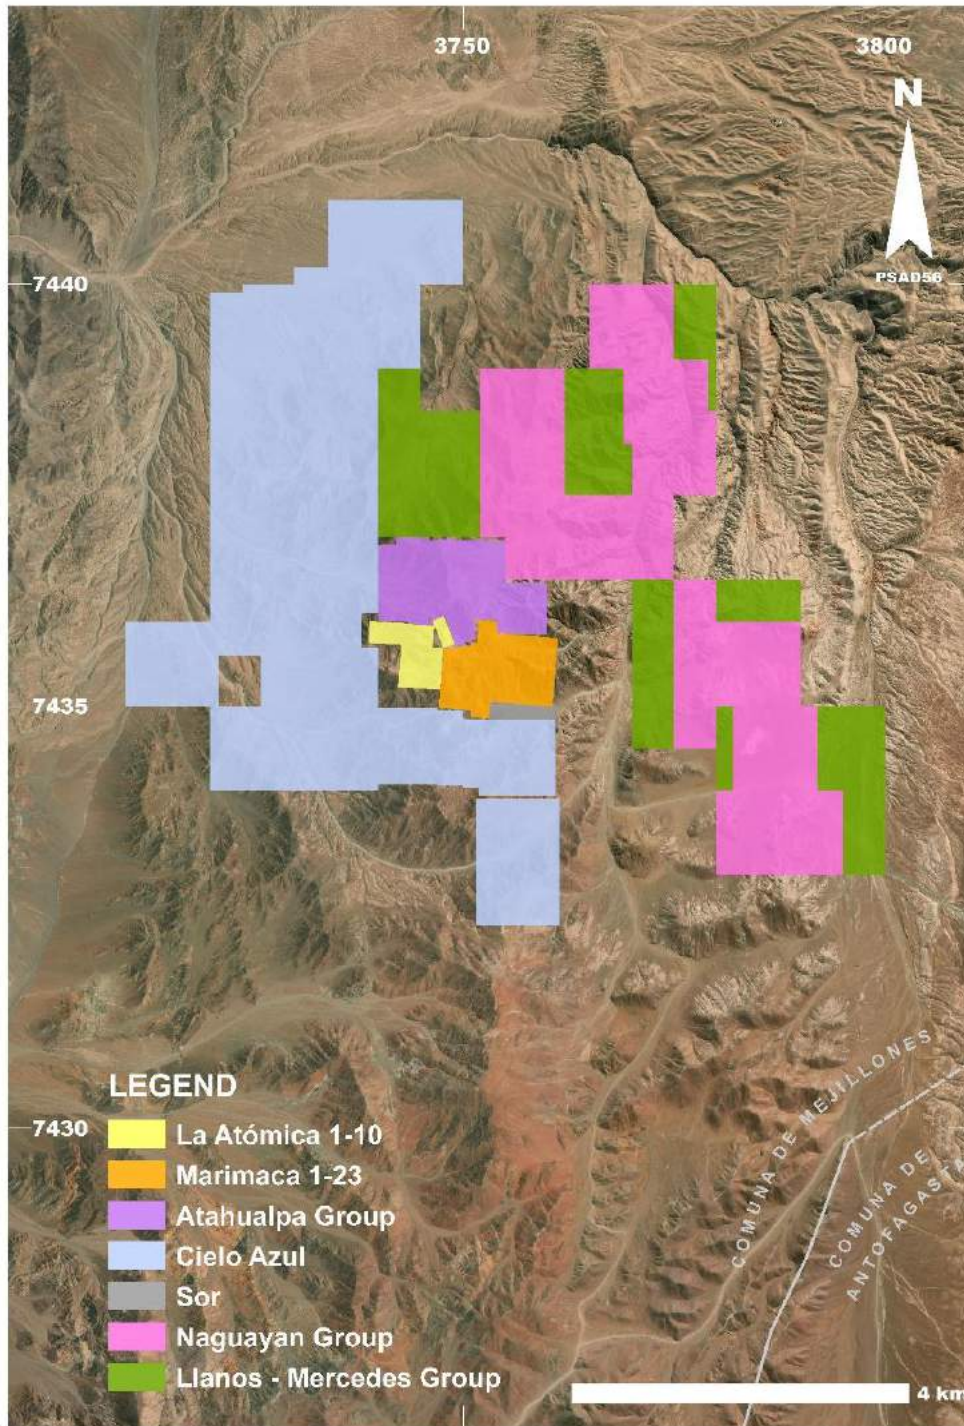 3750
3800
N
PSAD56
7440
7435
7430
LEGEND
La Atómica 1-10
Marimaca 1-23
Atahualpa Group
Cielo Azul
Sor
Naguayan Group
Llanos - Mercedes Group
COMUNA DE MEJILLONES
COMUNA DE
ANTOFAGASTA
4 km